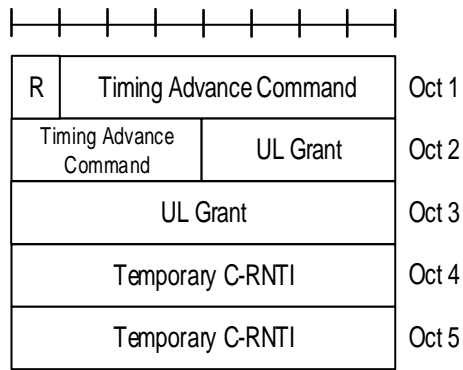 R Timing Advance Command Oct 1
Timing Advance
Command UL Grant Oct 2
UL Grant Oct 3
Temporary C-RNTI Oct 4
Temporary C-RNTI Oct 5